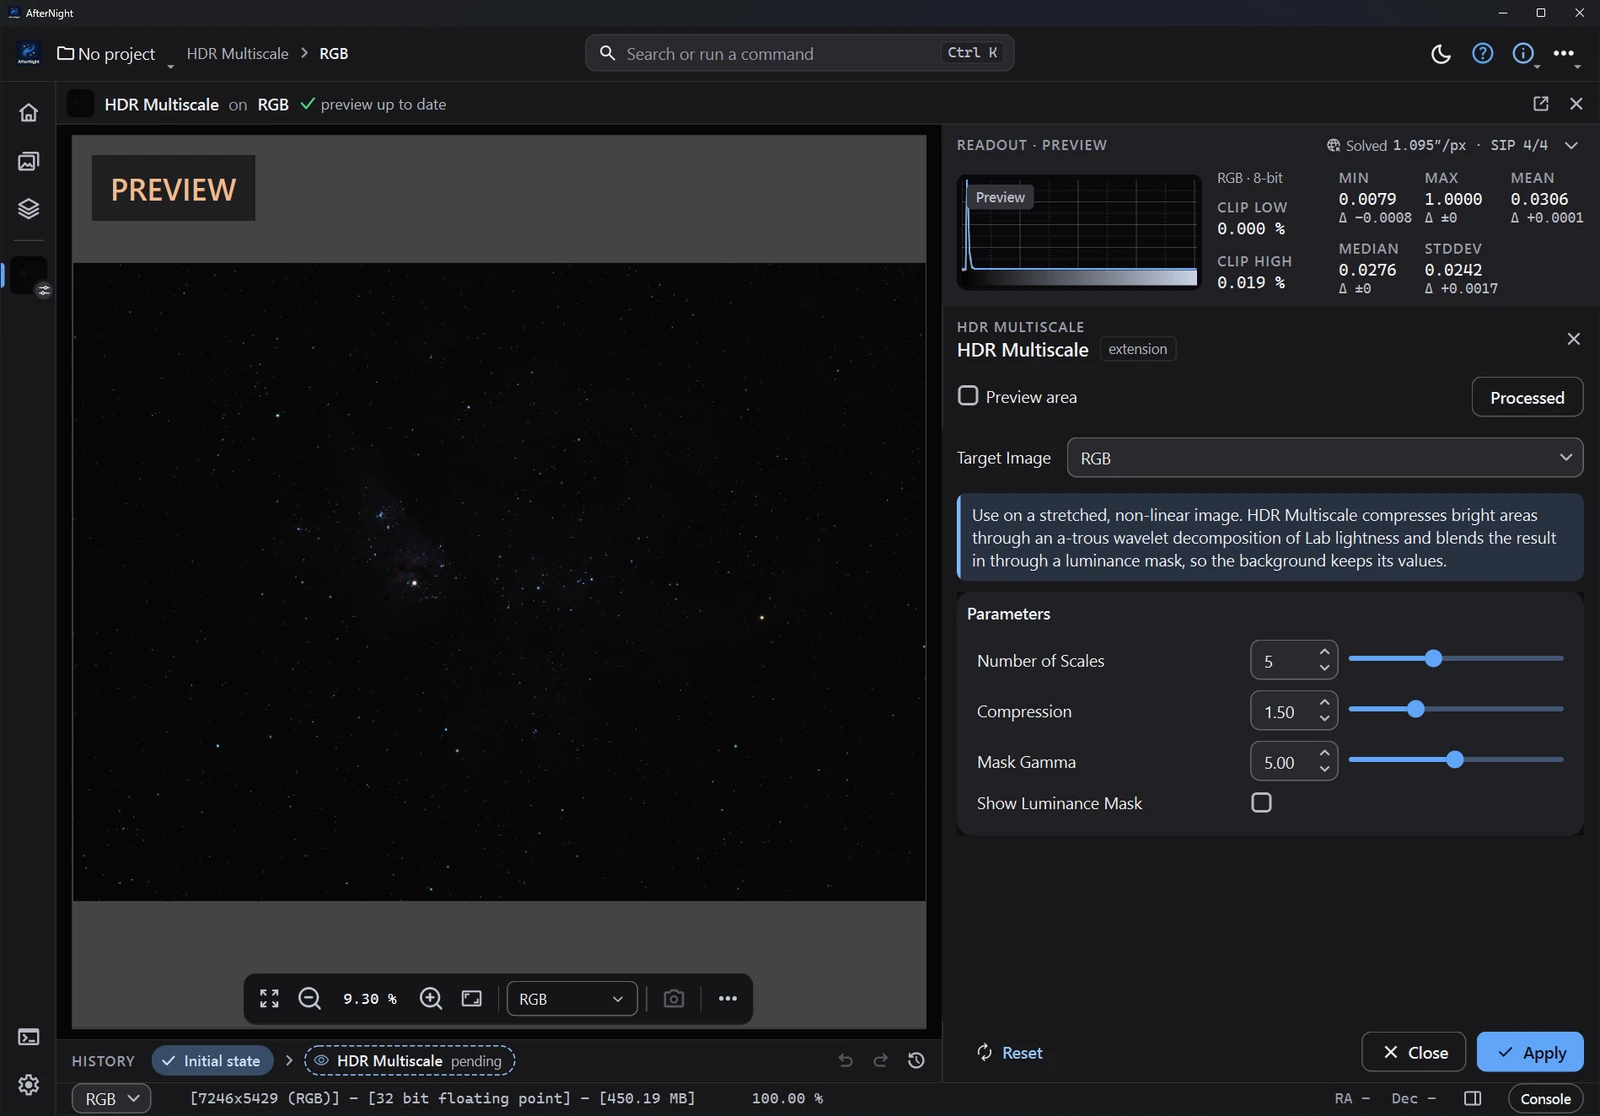 AfterNight
AfterNight
No project
HDR Multiscale > RGB
Search or run a command
Ctrl K
HDR Multiscale on RGB ✓ preview up to date
PREVIEW
READOUT · PREVIEW
Solved 1.095″/px · SIP 4/4
Preview
RGB · 8-bit
CLIP LOW
0.000 %
CLIP HIGH
0.019 %
MIN
0.0079
Δ −0.0008
MAX
1.0000
Δ ±0
MEAN
0.0306
Δ +0.0001
MEDIAN
0.0276
Δ ±0
STDDEV
0.0242
Δ +0.0017
HDR MULTISCALE
HDR Multiscale extension
Preview area
Processed
Target Image
RGB
Use on a stretched, non-linear image. HDR Multiscale compresses bright areas
through an a-trous wavelet decomposition of Lab lightness and blends the result
in through a luminance mask, so the background keeps its values.
Parameters
Number of Scales
5
Compression
1.50
Mask Gamma
5.00
Show Luminance Mask
9.30 %
RGB
Reset
Close
Apply
HISTORY
Initial state
HDR Multiscale pending
RGB
[7246x5429 (RGB)] – [32 bit floating point] – [450.19 MB]
100.00 %
RA – Dec –
Console